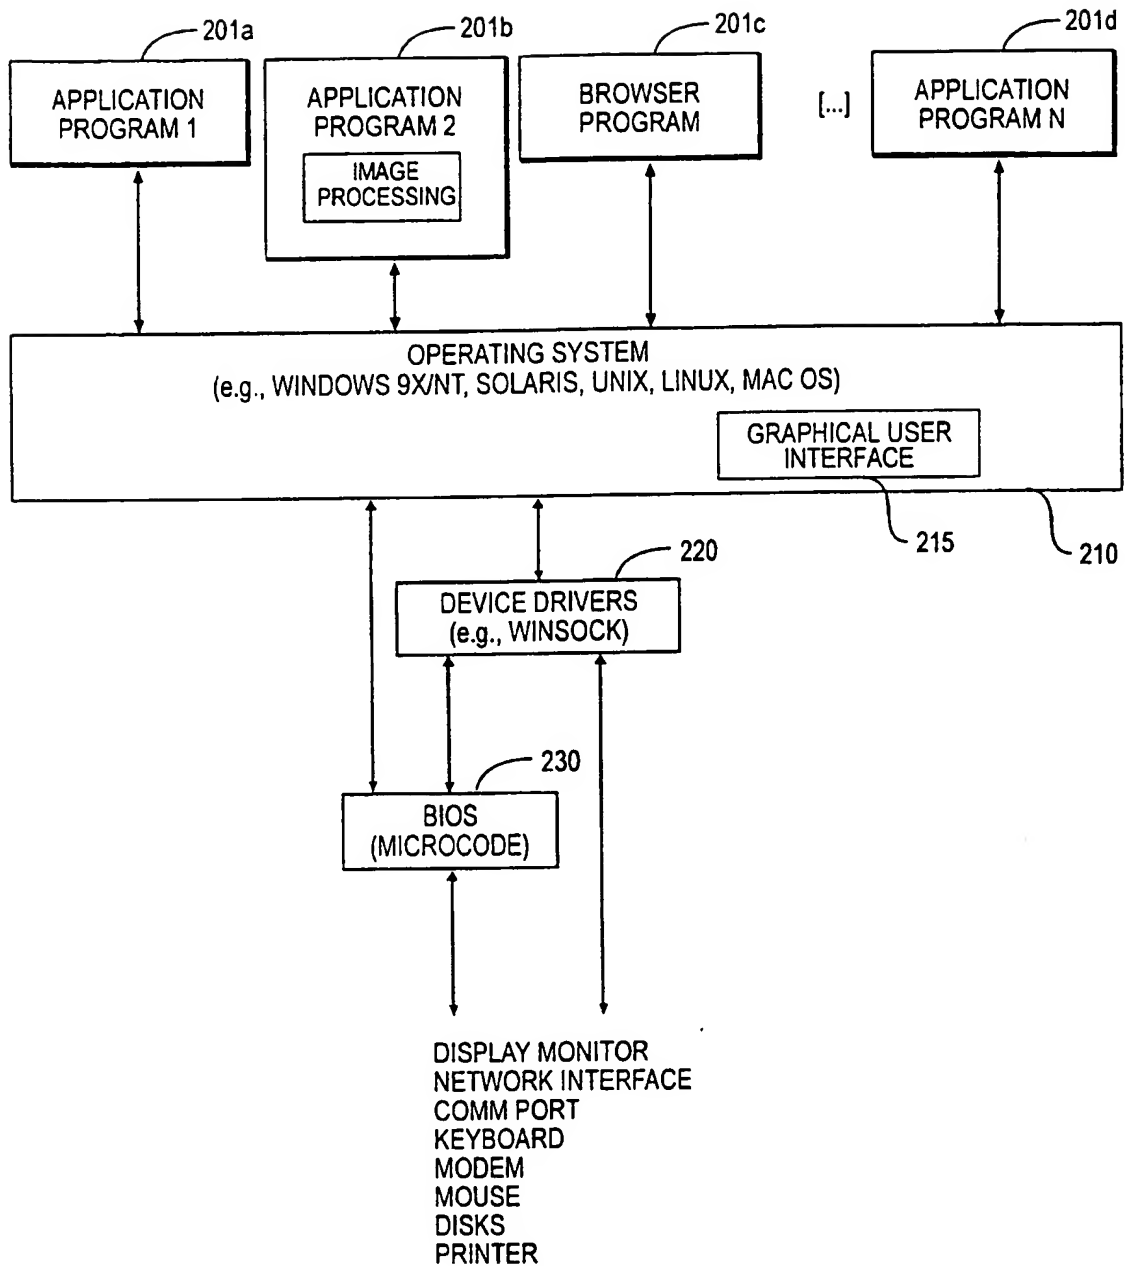 201a
201b
201c
201d
APPLICATION
PROGRAM 1
APPLICATION
PROGRAM 2
IMAGE
PROCESSING
BROWSER
PROGRAM
[...]
APPLICATION
PROGRAM N
OPERATING SYSTEM
(e.g., WINDOWS 9X/NT, SOLARIS, UNIX, LINUX, MAC OS)
GRAPHICAL USER
INTERFACE
215
210
220
DEVICE DRIVERS
(e.g., WINSOCK)
230
BIOS
(MICROCODE)
DISPLAY MONITOR
NETWORK INTERFACE
COMM PORT
KEYBOARD
MODEM
MOUSE
DISKS
PRINTER